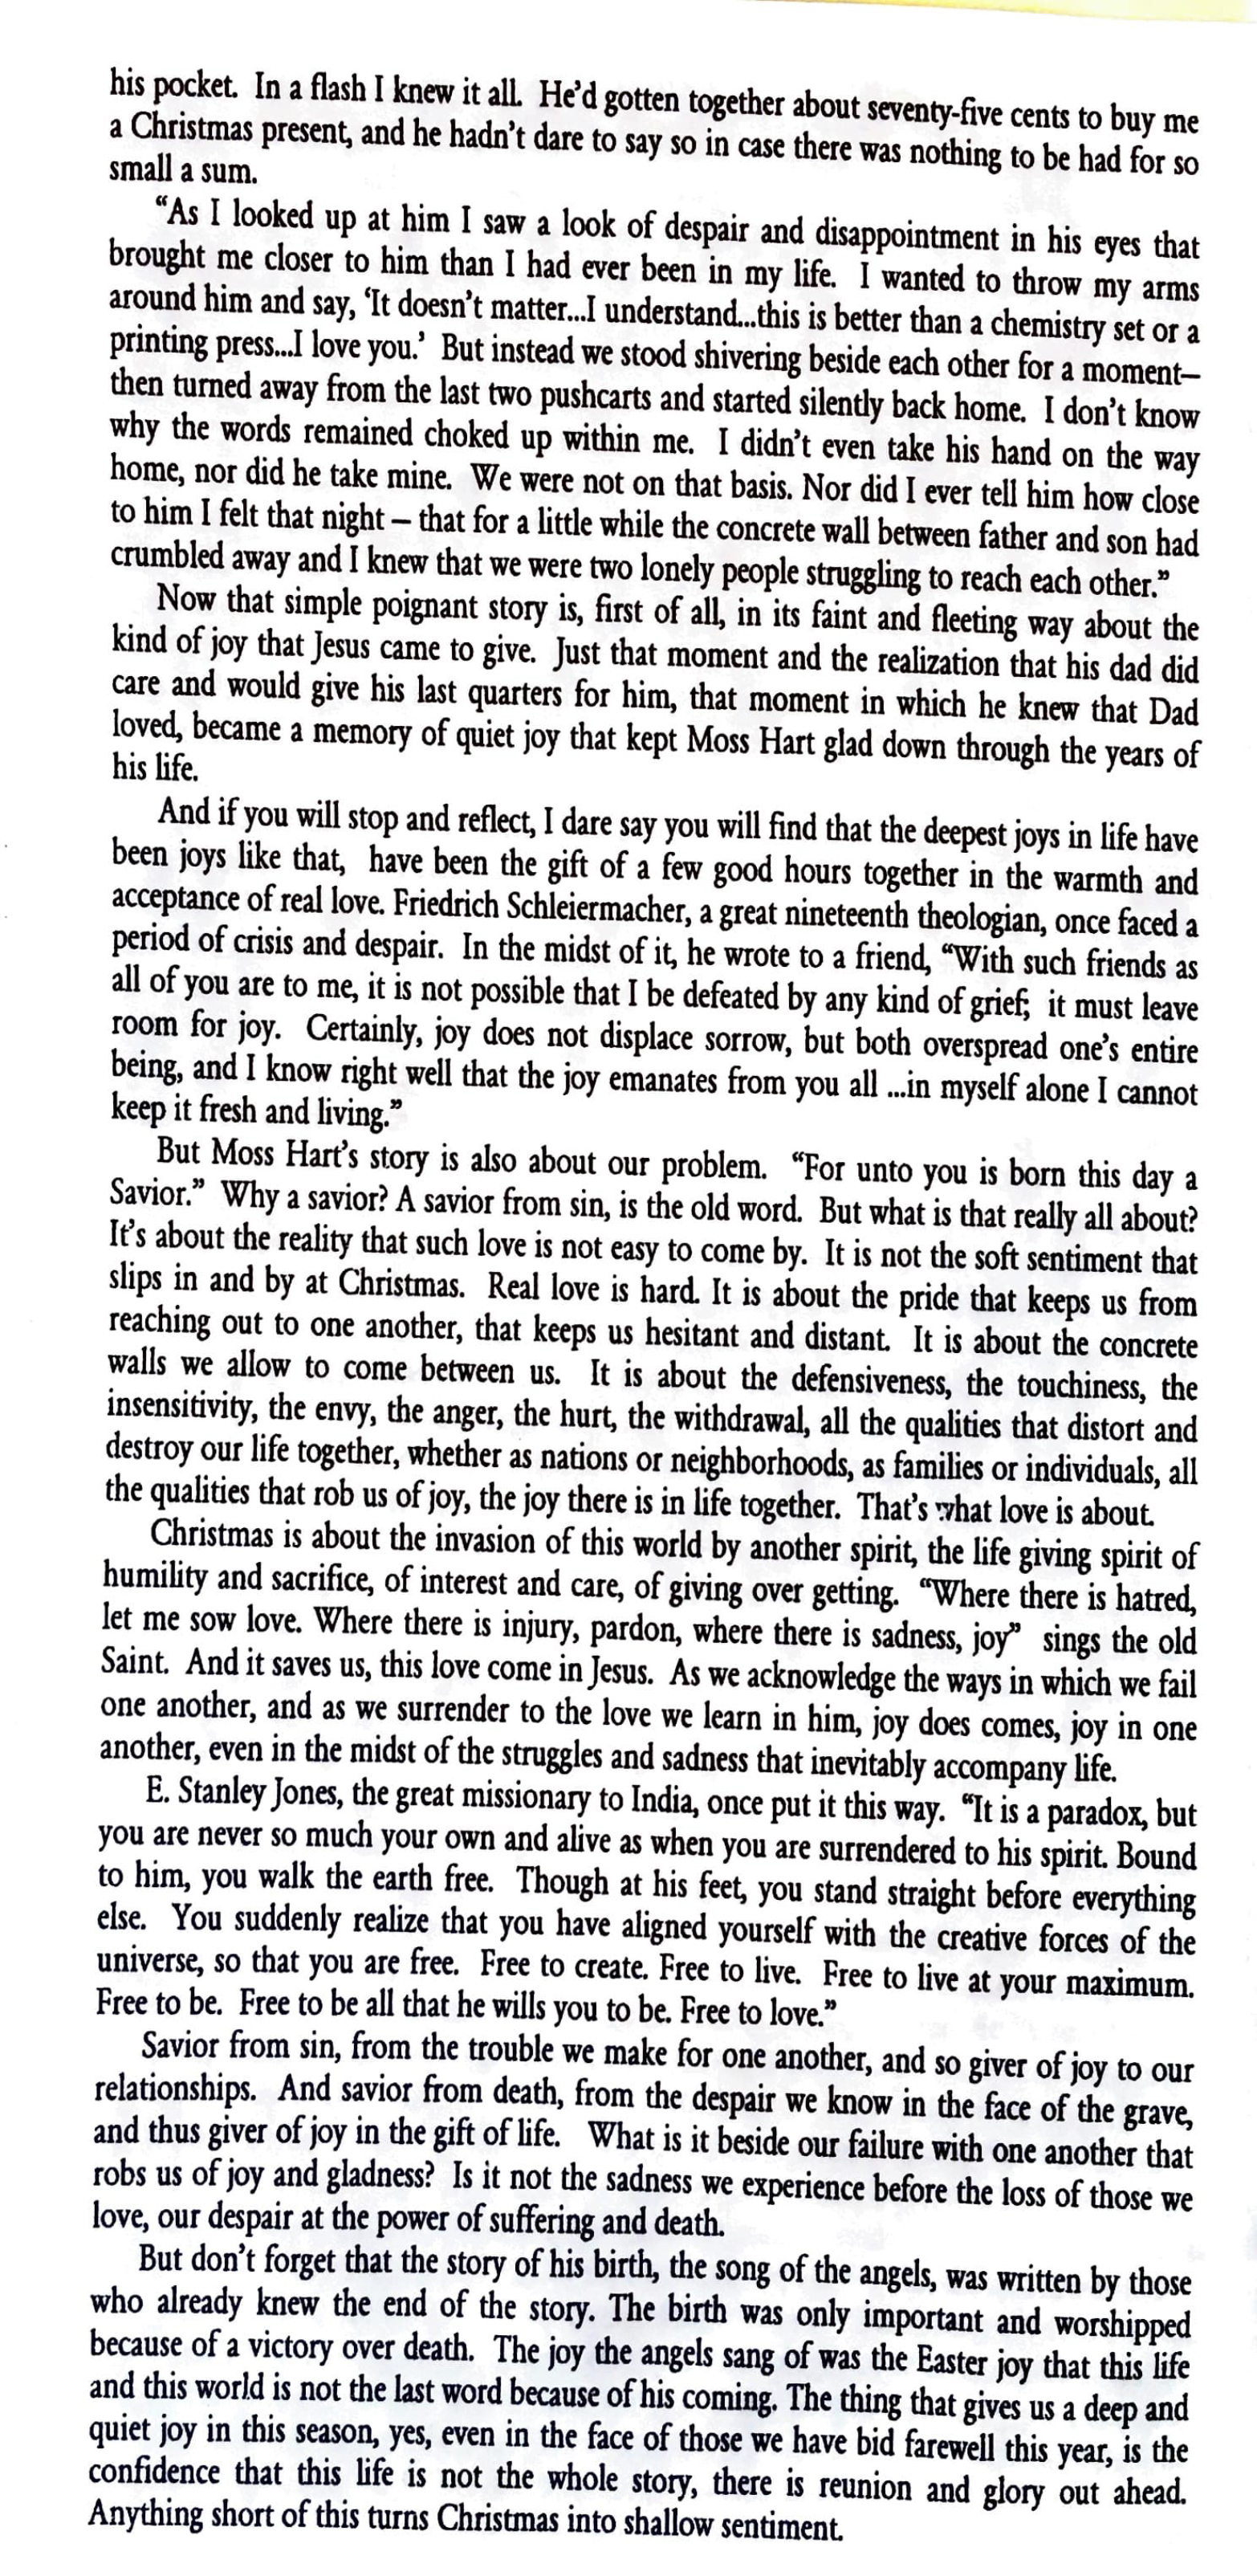 his pocket. In a flash I knew it all. He'd gotten together about seventy-five cents to buy me
a Christmas present, and he hadn't dare to say so in case there was nothing to be had for so
small a sum.
“As I looked up at him I saw a look of despair and disappointment in his eyes that
brought me closer to him than I had ever been in my life. I wanted to throw my arms
around him and say, ‘It doesn't matter...I understand...this is better than a chemistry set or a
printing press...I love you.’ But instead we stood shivering beside each other for a moment—
then turned away from the last two pushcarts and started silently back home. I don't know
why the words remained choked up within me. I didn't even take his hand on the way
home, nor did he take mine. We were not on that basis. Nor did I ever tell him how close
to him I felt that night – that for a little while the concrete wall between father and son had
crumbled away and I knew that we were two lonely people struggling to reach each other.”
Now that simple poignant story is, first of all, in its faint and fleeting way about the
kind of joy that Jesus came to give. Just that moment and the realization that his dad did
care and would give his last quarters for him, that moment in which he knew that Dad
loved, became a memory of quiet joy that kept Moss Hart glad down through the years of
his life.
And if you will stop and reflect, I dare say you will find that the deepest joys in life have
been joys like that, have been the gift of a few good hours together in the warmth and
acceptance of real love. Friedrich Schleiermacher, a great nineteenth theologian, once faced a
period of crisis and despair. In the midst of it, he wrote to a friend, “With such friends as
all of you are to me, it is not possible that I be defeated by any kind of grief; it must leave
room for joy. Certainly, joy does not displace sorrow, but both overspread one's entire
being, and I know right well that the joy emanates from you all ...in myself alone I cannot
keep it fresh and living.”
But Moss Hart's story is also about our problem. “For unto you is born this day a
Savior.” Why a savior? A savior from sin, is the old word. But what is that really all about?
It's about the reality that such love is not easy to come by. It is not the soft sentiment that
slips in and by at Christmas. Real love is hard. It is about the pride that keeps us from
reaching out to one another, that keeps us hesitant and distant. It is about the concrete
walls we allow to come between us. It is about the defensiveness, the touchiness, the
insensitivity, the envy, the anger, the hurt, the withdrawal, all the qualities that distort and
destroy our life together, whether as nations or neighborhoods, as families or individuals, all
the qualities that rob us of joy, the joy there is in life together. That's what love is about.
Christmas is about the invasion of this world by another spirit, the life giving spirit of
humility and sacrifice, of interest and care, of giving over getting. “Where there is hatred,
let me sow love. Where there is injury, pardon, where there is sadness, joy” sings the old
Saint. And it saves us, this love come in Jesus. As we acknowledge the ways in which we fail
one another, and as we surrender to the love we learn in him, joy does comes, joy in one
another, even in the midst of the struggles and sadness that inevitably accompany life.
E. Stanley Jones, the great missionary to India, once put it this way. “It is a paradox, but
you are never so much your own and alive as when you are surrendered to his spirit. Bound
to him, you walk the earth free. Though at his feet, you stand straight before everything
else. You suddenly realize that you have aligned yourself with the creative forces of the
universe, so that you are free. Free to create. Free to live. Free to live at your maximum.
Free to be. Free to be all that he wills you to be. Free to love.”
Savior from sin, from the trouble we make for one another, and so giver of joy to our
relationships. And savior from death, from the despair we know in the face of the grave,
and thus giver of joy in the gift of life. What is it beside our failure with one another that
robs us of joy and gladness? Is it not the sadness we experience before the loss of those we
love, our despair at the power of suffering and death.
But don't forget that the story of his birth, the song of the angels, was written by those
who already knew the end of the story. The birth was only important and worshipped
because of a victory over death. The joy the angels sang of was the Easter joy that this life
and this world is not the last word because of his coming. The thing that gives us a deep and
quiet joy in this season, yes, even in the face of those we have bid farewell this year, is the
confidence that this life is not the whole story, there is reunion and glory out ahead.
Anything short of this turns Christmas into shallow sentiment.